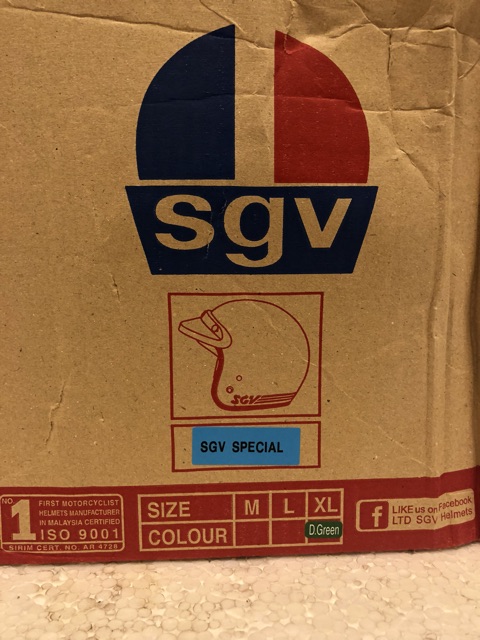 sgv
SGV
SGV SPECIAL
NO.
1
FIRST MOTORCYCLIST
HELMETS MANUFACTURER
IN MALAYSIA CERTIFIED
ISO 9001
SIRIM CERT. NO. AR 4728
SIZE M L XL
COLOUR D.Green
f
LIKE us on Facebook
LTD SGV Helmets